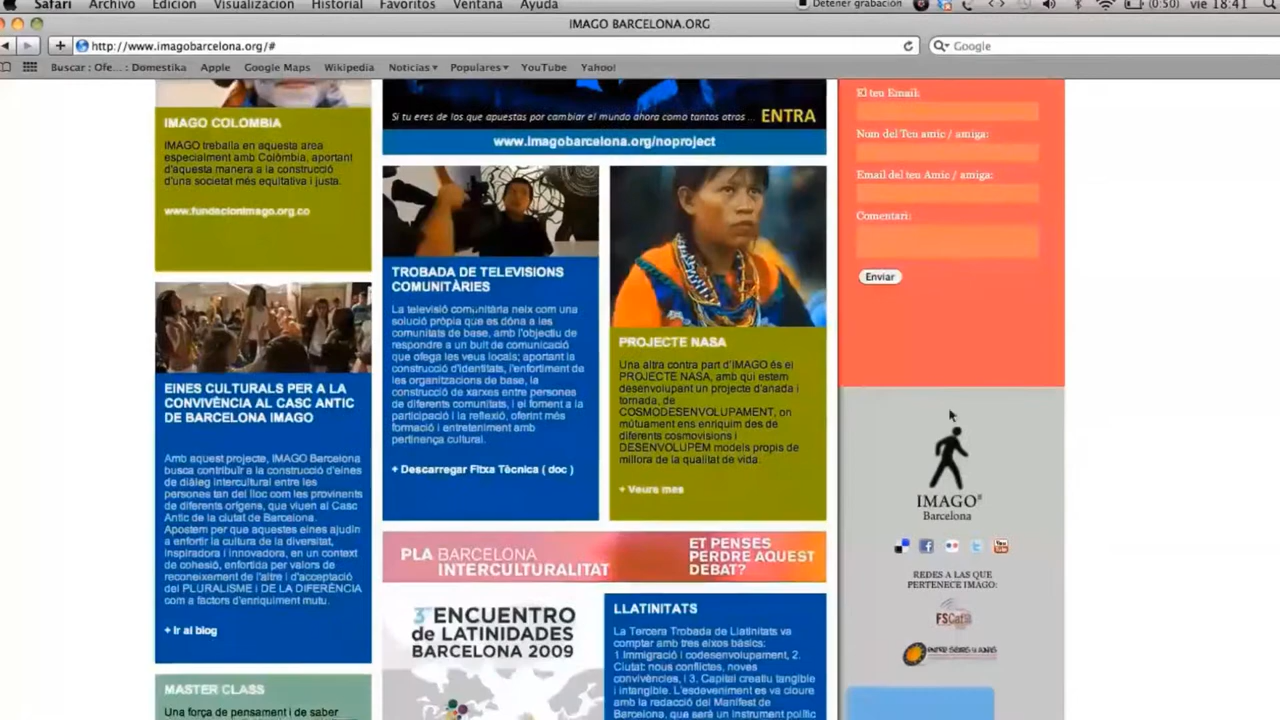 Safari Archivo Edición Visualización Historial Favoritos Ventana Ayuda Detener grabación (0:50) vie 18:41
IMAGO BARCELONA.ORG
http://www.imagobarcelona.org/# Google
Buscar : Ofe... : Domestika Apple Google Maps Wikipedia Noticias Populares YouTube Yahoo!
IMAGO COLOMBIA
IMAGO treballa en aquesta area
especialment amb Colòmbia, aportant
d'aquesta manera a la construcció
d'una societat més equitativa i justa.
www.fundacionimago.org.co
EINES CULTURALS PER A LA
CONVIVÈNCIA AL CASC ANTIC
DE BARCELONA IMAGO
Amb aquest projecte, IMAGO Barcelona
busca contribuir a la construcció d'eines
de diàleg intercultural entre les
persones tan del lloc com les provinents
de diferents orígens, que viuen al Casc
Antic de la ciutat de Barcelona.
Apostem per que aquestes eines ajudin
a enfortir la cultura de la diversitat,
inspiradora i innovadora, en un context
de cohesió, enfortida per valors de
reconeixement de l'altre i d'acceptació
del PLURALISME i DE LA DIFERÈNCIA
com a factors d'enriquiment mutu.
+ Ir al blog
MASTER CLASS
Una força de pensament i de saber
Si tu eres de los que apuestas por cambiar el mundo ahora como tantos otros ... ENTRA
www.imagobarcelona.org/noproject
TROBADA DE TELEVISIONS
COMUNITÀRIES
La televisió comunitària neix com una
solució pròpia que es dóna a les
comunitats de base, amb l'objectiu de
respondre a un buit de comunicació
que ofega les veus locals; aportant la
construcció d'identitats, l'enfortiment de
les organitzacions de base, la
construcció de xarxes entre persones
de diferents comunitats, i el foment a la
participació i la reflexió, oferint més
formació i entreteniment amb
pertinença cultural.
+ Descarregar Fitxa Tècnica ( doc )
PROJECTE NASA
Una altra contra part d'IMAGO és el
PROJECTE NASA, amb qui estem
desenvolupant un projecte d'anada i
tornada, de
COSMODESENVOLUPAMENT, on
mútuament ens enriquim des de
diferents cosmovisions i
DESENVOLUPEM models propis de
millora de la qualitat de vida.
+ Veure mes
PLA BARCELONA
INTERCULTURALITAT
ET PENSES
PERDRE AQUEST
DEBAT?
3er ENCUENTRO
de LATINIDADES
BARCELONA 2009
LLATINITATS
La Tercera Trobada de Llatinitats va
comptar amb tres eixos bàsics:
1 Immigració i codesenvolupament, 2.
Ciutat: nous conflictes, noves
convivències, i 3. Capital creatiu tangible
i intangible. L'esdeveniment es va cloure
amb la redacció del Manifest de
Barcelona, que serà un instrument polític
El teu Email:
Nom del Teu amic / amiga:
Email del teu Amic / amiga:
Comentari:
Enviar
IMAGO®
Barcelona
You Tube
REDES A LAS QUE
PERTENECE IMAGO:
FSCat
ENTRE SERES Y AIRES